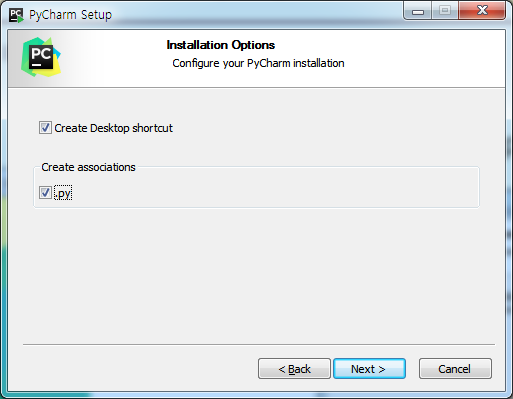 PyCharm Setup
PC
Installation Options
Configure your PyCharm installation
Create Desktop shortcut
Create associations
.py
< Back
Next >
Cancel